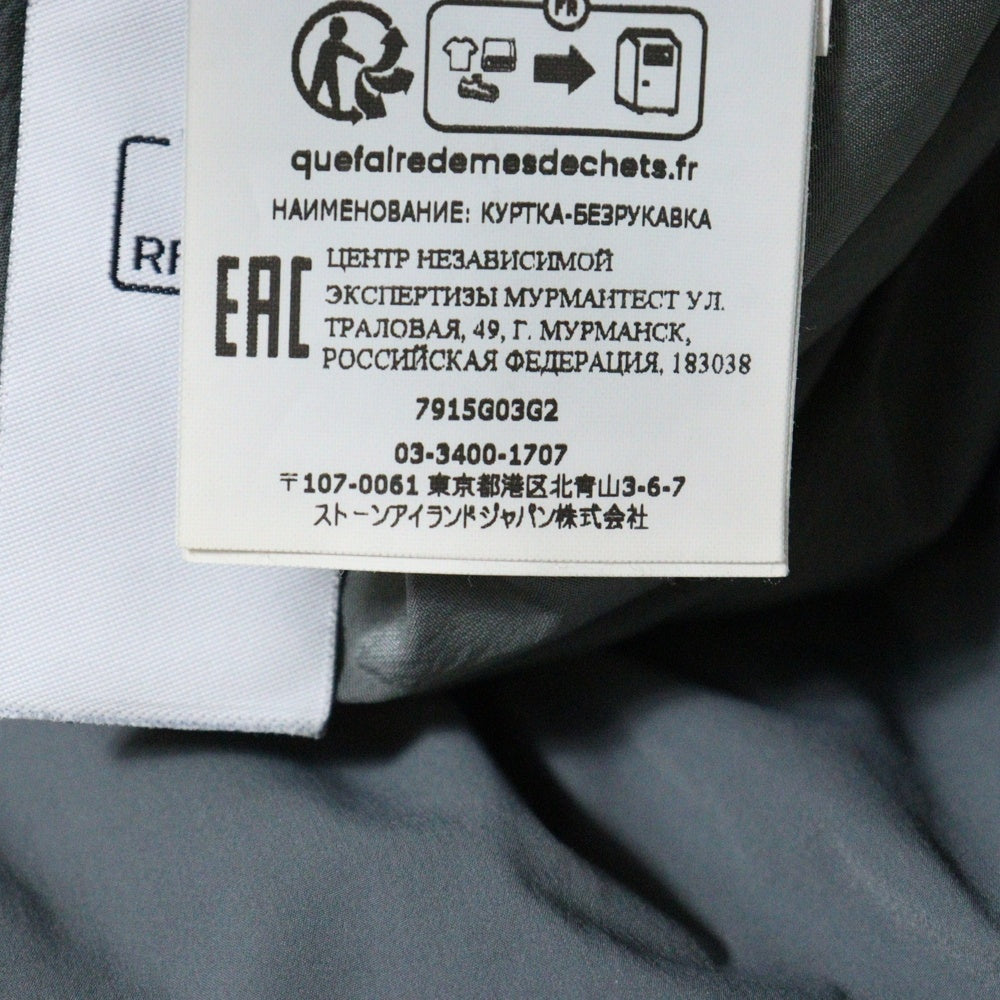 FR
quefairedemesdechets.fr
НАИМЕНОВАНИЕ: КУРТКА-БЕЗРУКАВКА
EAC
ЦЕНТР НЕЗАВИСИМОЙ
ЭКСПЕРТИЗЫ МУРМАНТЕСТ УЛ.
ТРАЛОВАЯ, 49, Г. МУРМАНСК,
РОССИЙСКАЯ ФЕДЕРАЦИЯ, 183038
7915G03G2
03-3400-1707
〒107-0061 東京都港区北青山3-6-7
ストーンアイランドジャパン株式会社